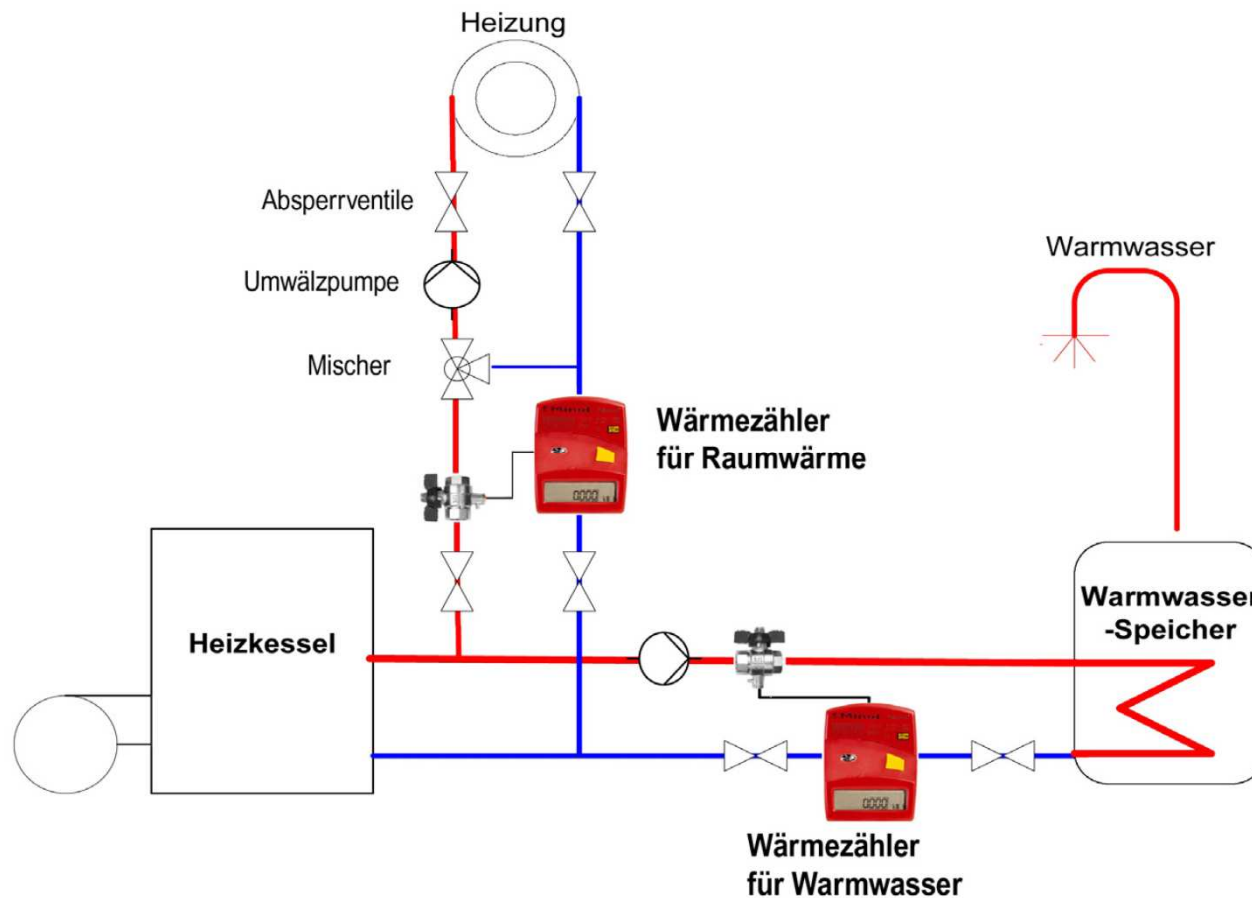 Heizung
Absperrventile
Umwälzpumpe
Mischer
Wärmezähler
für Raumwärme
Warmwasser
Heizkessel
Warmwasser
-Speicher
Wärmezähler
für Warmwasser